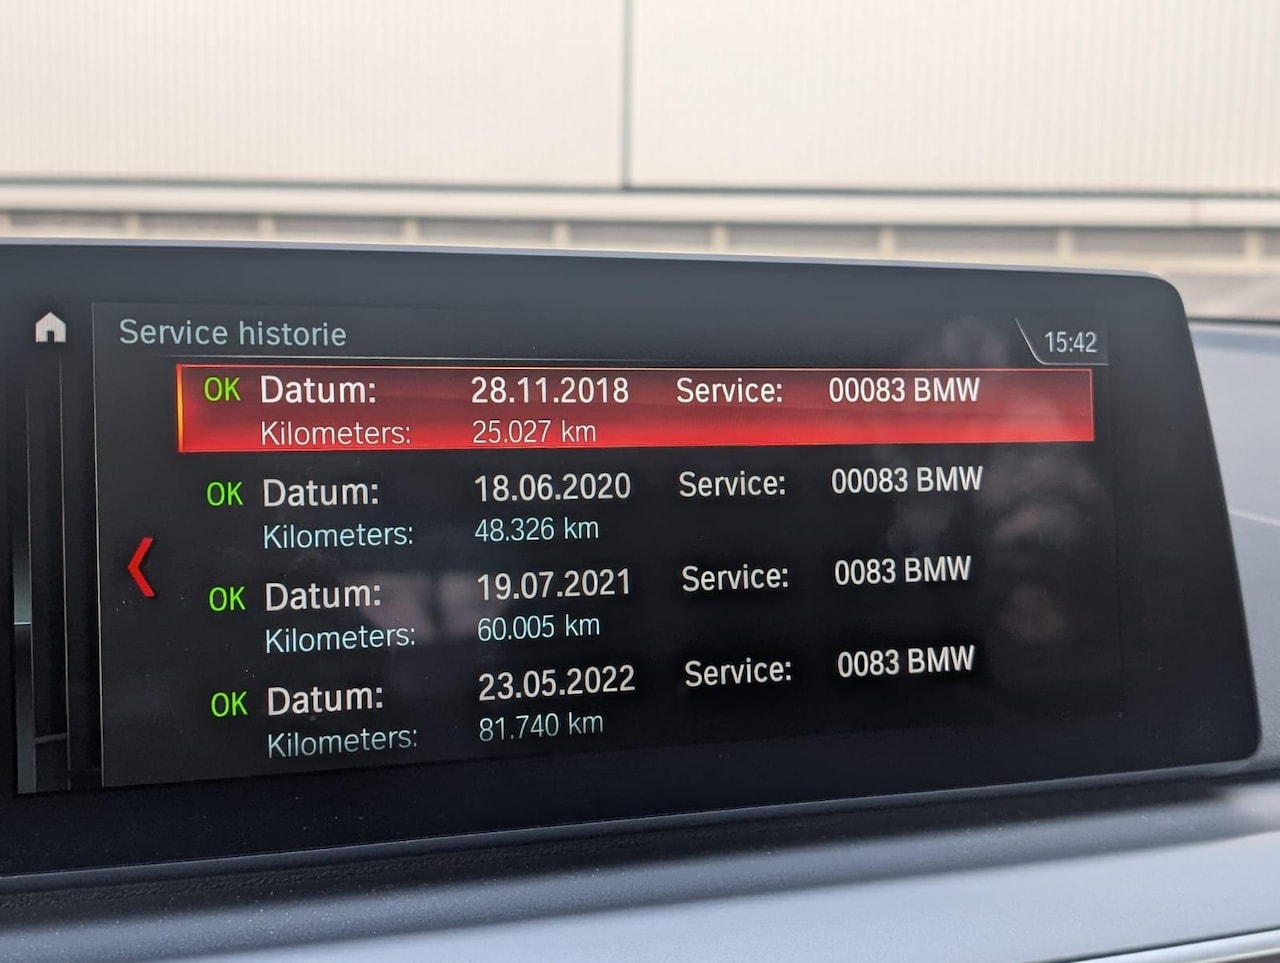 Service historie
15:42
OK Datum: 28.11.2018 Service: 00083 BMW
Kilometers: 25.027 km
OK Datum: 18.06.2020 Service: 00083 BMW
Kilometers: 48.326 km
OK Datum: 19.07.2021 Service: 0083 BMW
Kilometers: 60.005 km
OK Datum: 23.05.2022 Service: 0083 BMW
Kilometers: 81.740 km